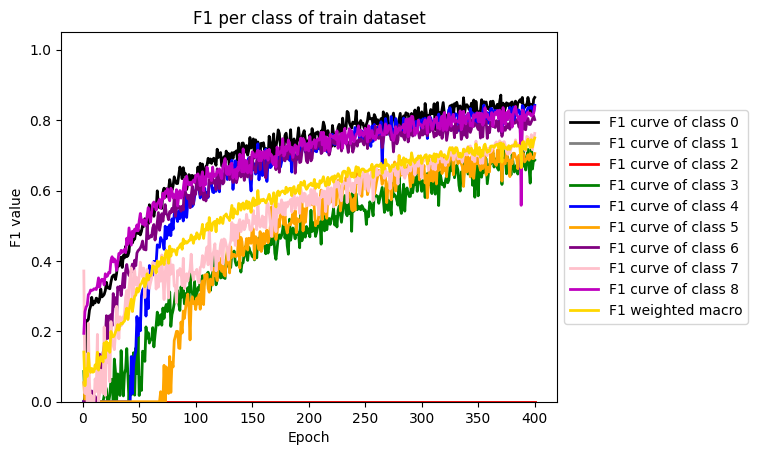 F1 per class of train dataset
F1 value
1.0
0.8
0.6
0.4
0.2
0.0
0
50
100
150
200
250
300
350
400
Epoch
F1 curve of class 0
F1 curve of class 1
F1 curve of class 2
F1 curve of class 3
F1 curve of class 4
F1 curve of class 5
F1 curve of class 6
F1 curve of class 7
F1 curve of class 8
F1 weighted macro